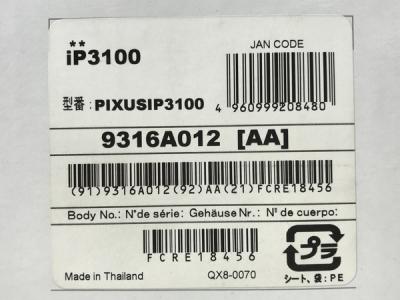 ** iP3100
JAN CODE
型番: PIXUSIP3100
4 960999 208480
9316A012 [AA]
(91)9316A012(92)AA(21)FCRE18456
Body No.: N°de série: Gehäuse Nr.: Nº de cuerpo:
FCRE18456
プラ
Made in Thailand
QX8-0070
シート、袋:PE